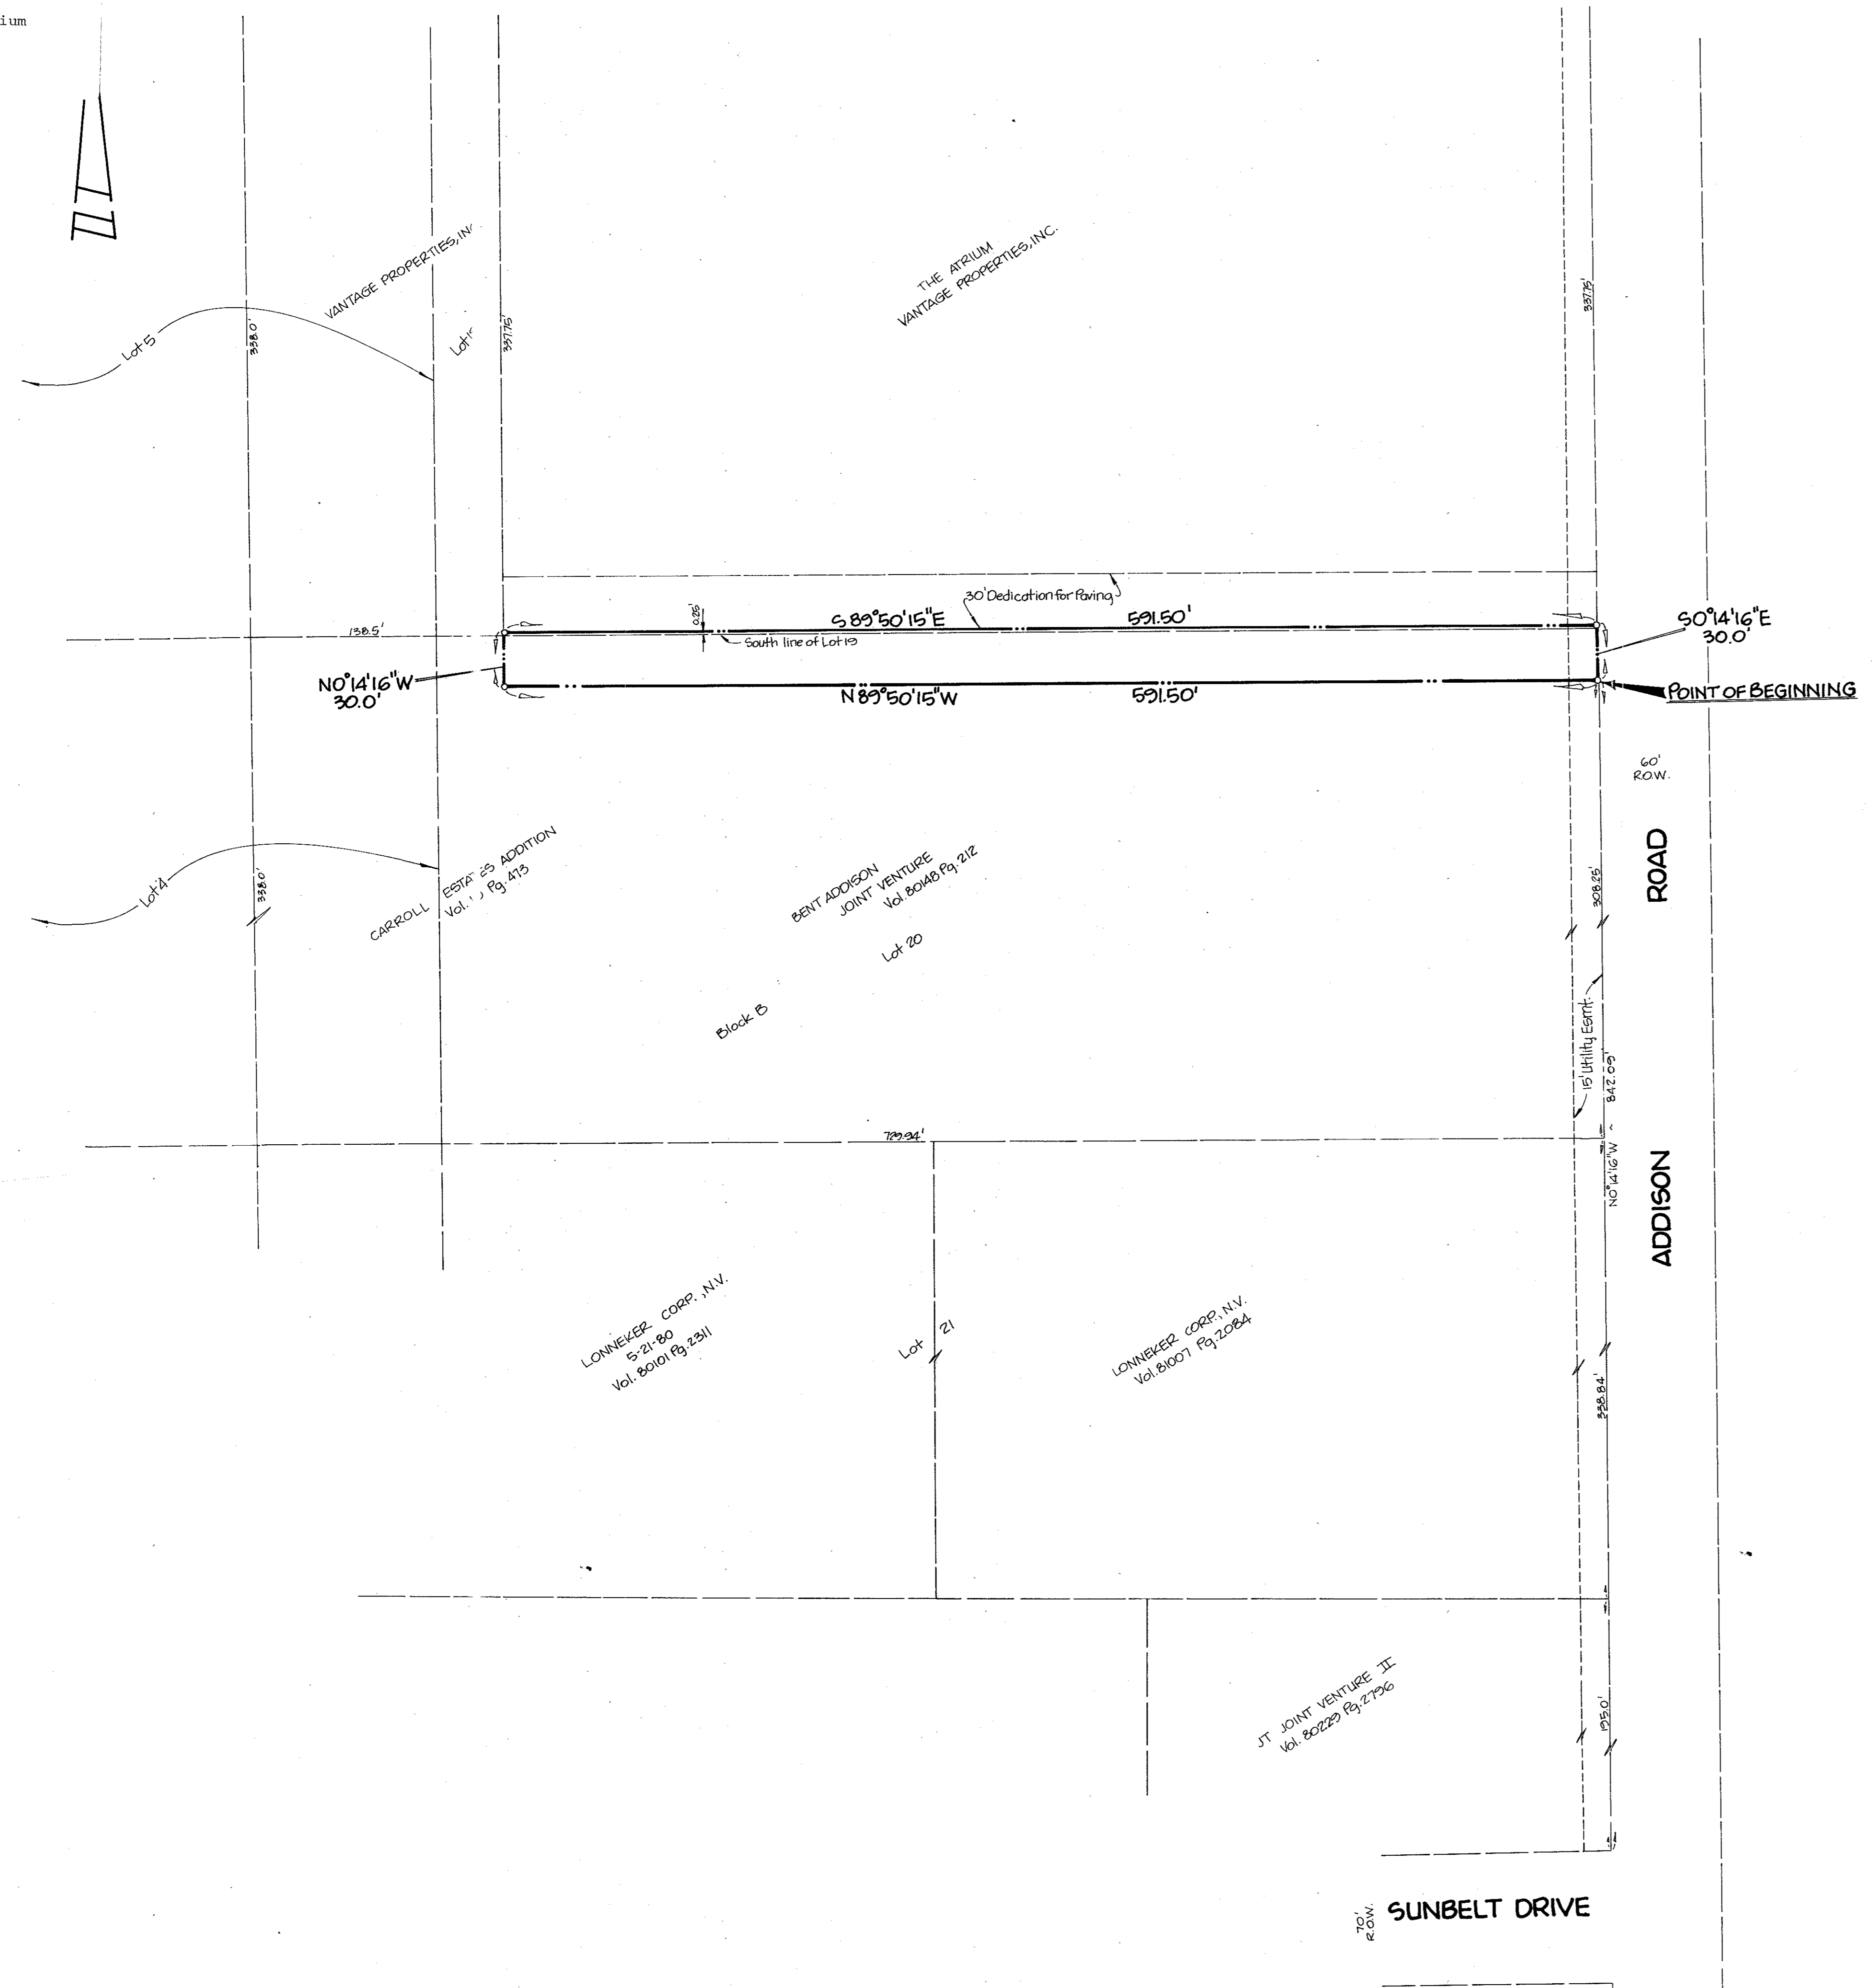 ium
VANTAGE PROPERTIES,IN
THE ATRIUM
VANTAGE PROPERTIES,INC.
Lot 5
338.0'
337.75'
337.75'
30' Dedication for Paving
0.25'
138.5'
S 89°50'15"E 591.50'
South line of Lot 19
S0°14'16"E
30.0'
N0°14'16"W
30.0'
N 89°50'15"W 591.50'
POINT OF BEGINNING
60'
R.O.W.
ADDISON ROAD
Lot 4
338.0'
CARROLL ESTATES ADDITION
Vol. Pg. 473
BENT ADDISON
JOINT VENTURE
Vol. 80148 Pg. 212
Lot 20
Block B
308.25'
15' Utility Esmt.
N0°14'16"W ~ 842.09'
729.94'
LONNEKER CORP., N.V.
5-21-80
Vol. 80101 Pg. 2311
Lot 21
LONNEKER CORP., N.V.
Vol. 81007 Pg. 2084
338.84'
JT JOINT VENTURE II
Vol. 80229 Pg. 2796
195.0'
70'
R.O.W.
SUNBELT DRIVE